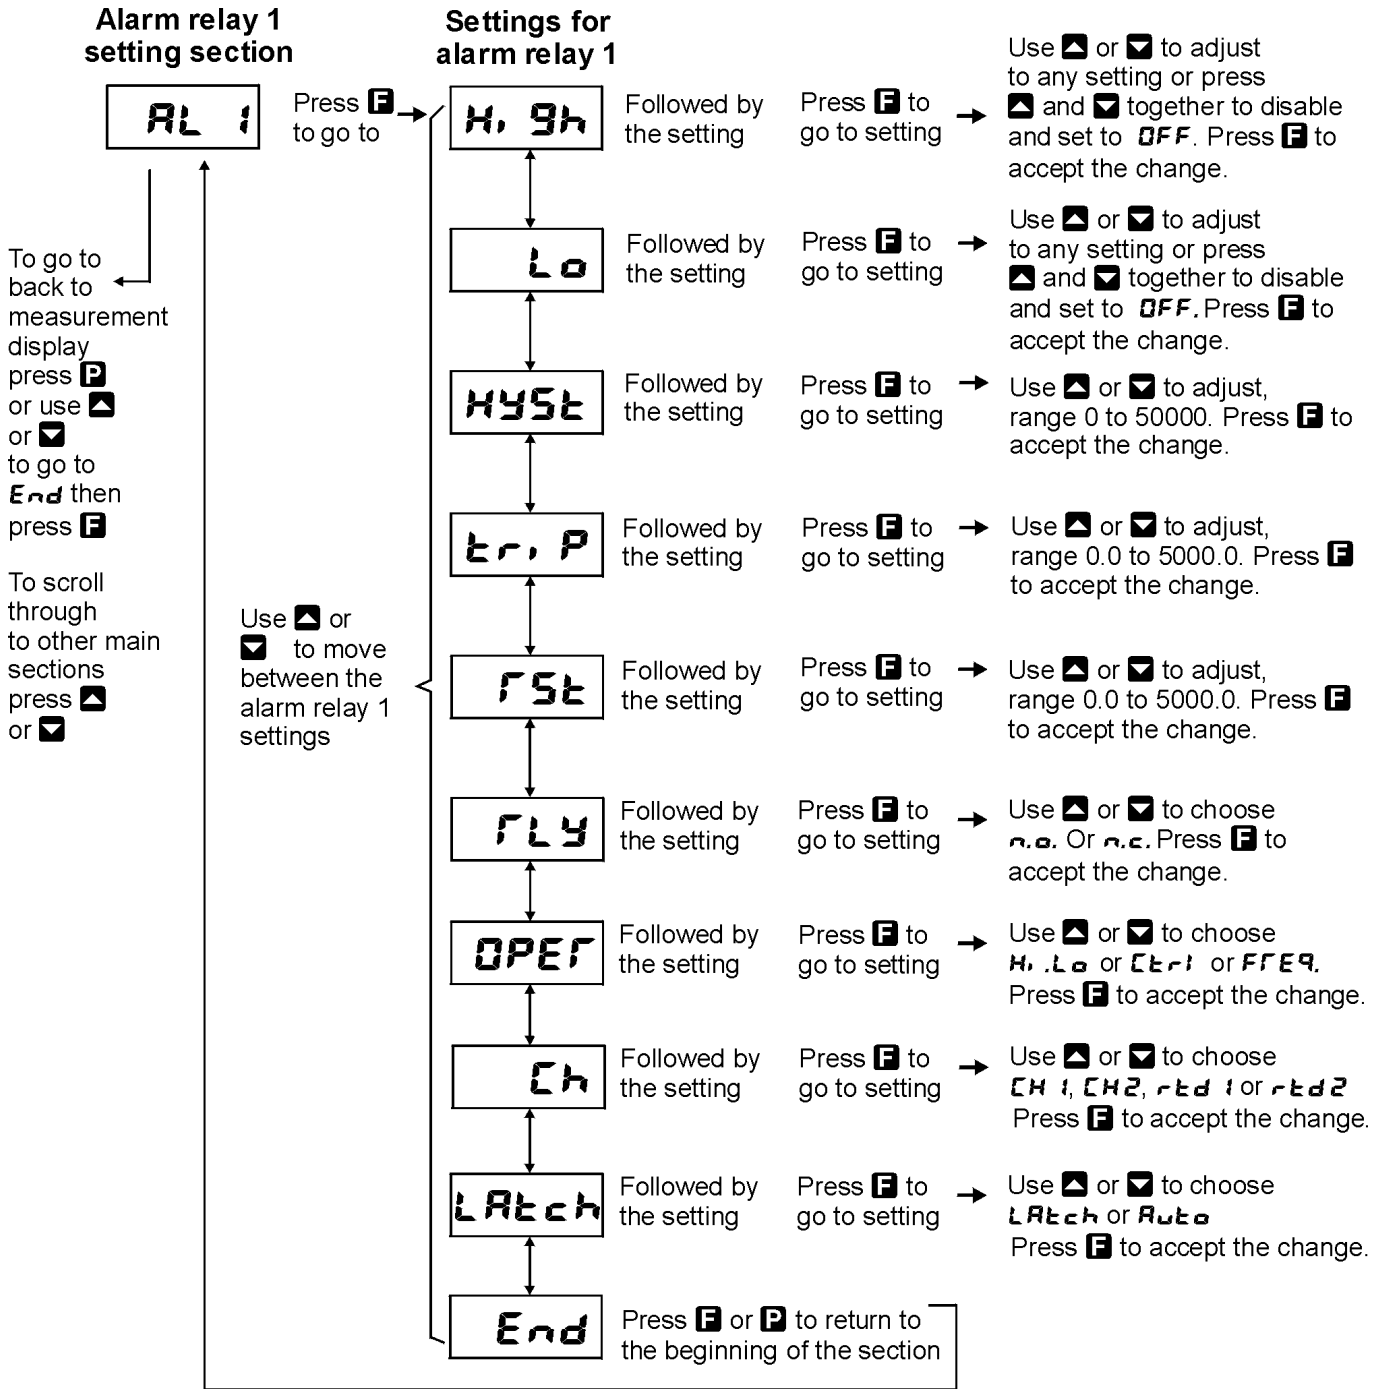 Alarm relay 1
setting section
AL 1
Press F
to go to
To go to
back to
measurement
display
press P
or use ▲
or ▼
to go to
End then
press F
To scroll
through
to other main
sections
press ▲
or ▼
Use ▲ or
▼ to move
between the
alarm relay 1
settings
Settings for
alarm relay 1
High
Followed by
the setting
Press F to
go to setting
Use ▲ or ▼ to adjust
to any setting or press
▲ and ▼ together to disable
and set to OFF. Press F to
accept the change.
Lo
Followed by
the setting
Press F to
go to setting
Use ▲ or ▼ to adjust
to any setting or press
▲ and ▼ together to disable
and set to OFF. Press F to
accept the change.
HYSt
Followed by
the setting
Press F to
go to setting
Use ▲ or ▼ to adjust,
range 0 to 50000. Press F to
accept the change.
triP
Followed by
the setting
Press F to
go to setting
Use ▲ or ▼ to adjust,
range 0.0 to 5000.0. Press F
to accept the change.
rSt
Followed by
the setting
Press F to
go to setting
Use ▲ or ▼ to adjust,
range 0.0 to 5000.0. Press F
to accept the change.
rLY
Followed by
the setting
Press F to
go to setting
Use ▲ or ▼ to choose
n.o. Or n.c. Press F to
accept the change.
OPEr
Followed by
the setting
Press F to
go to setting
Use ▲ or ▼ to choose
Hi.Lo or Ctrl or FrEq.
Press F to accept the change.
Ch
Followed by
the setting
Press F to
go to setting
Use ▲ or ▼ to choose
CH 1, CH2, rtd 1 or rtd2
Press F to accept the change.
LAtch
Followed by
the setting
Press F to
go to setting
Use ▲ or ▼ to choose
LAtch or Auto
Press F to accept the change.
End
Press F or P to return to
the beginning of the section